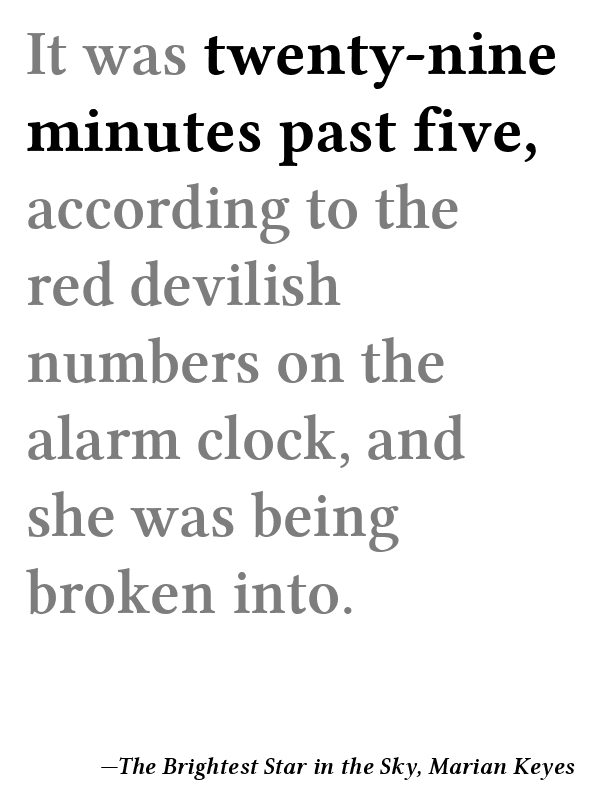 It was twenty-nine
minutes past five,
according to the
red devilish
numbers on the
alarm clock, and
she was being
broken into.
—The Brightest Star in the Sky, Marian Keyes